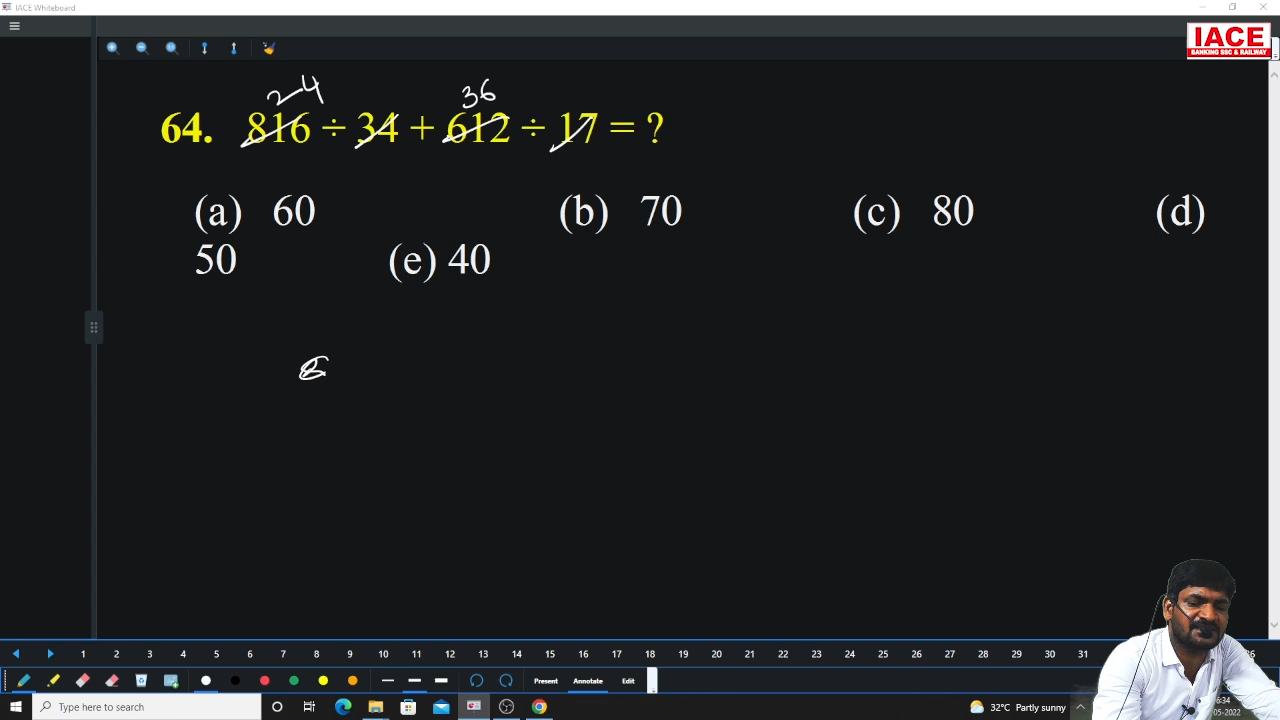 IACE Whiteboard
IACE
BANKING SSC & RAILWAY
24 36
64. 816 ÷ 34 + 612 ÷ 17 = ?
(a) 60 (b) 70 (c) 80 (d)
50 (e) 40
8
1 2 3 4 5 6 7 8 9 10 11 12 13 14 15 16 17 18 19 20 21 22 23 24 25 26 27 28 29 30 31 36
Present Annotate Edit
Type here to search 32°C Partly sunny